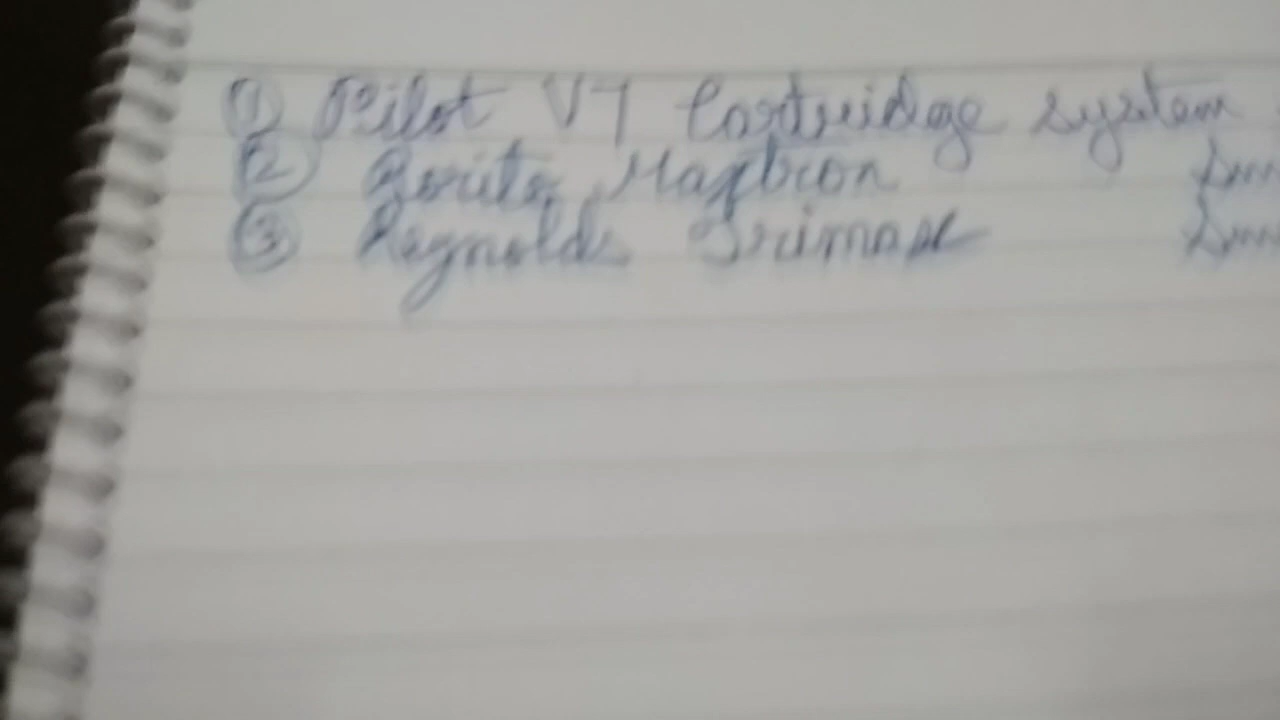 ① Pilot V7 Cartridge system
② Rorito Maxtron
③ Reynolds Trimax